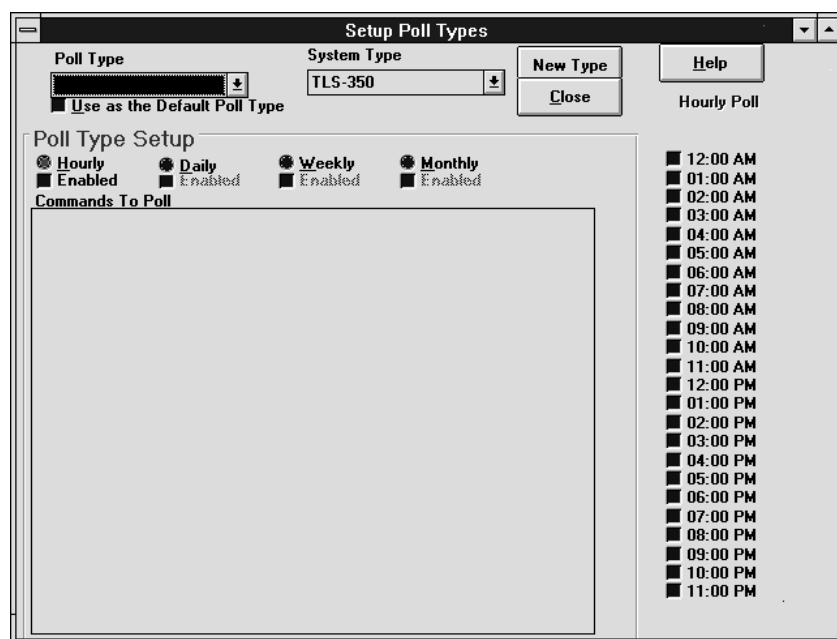 Setup Poll Types
Poll Type
System Type
TLS-350
New Type
Close
Help
Use as the Default Poll Type
Hourly Poll
Poll Type Setup
Hourly
Daily
Weekly
Monthly
Enabled
Enabled
Enabled
Enabled
Commands To Poll
12:00 AM
01:00 AM
02:00 AM
03:00 AM
04:00 AM
05:00 AM
06:00 AM
07:00 AM
08:00 AM
09:00 AM
10:00 AM
11:00 AM
12:00 PM
01:00 PM
02:00 PM
03:00 PM
04:00 PM
05:00 PM
06:00 PM
07:00 PM
08:00 PM
09:00 PM
10:00 PM
11:00 PM